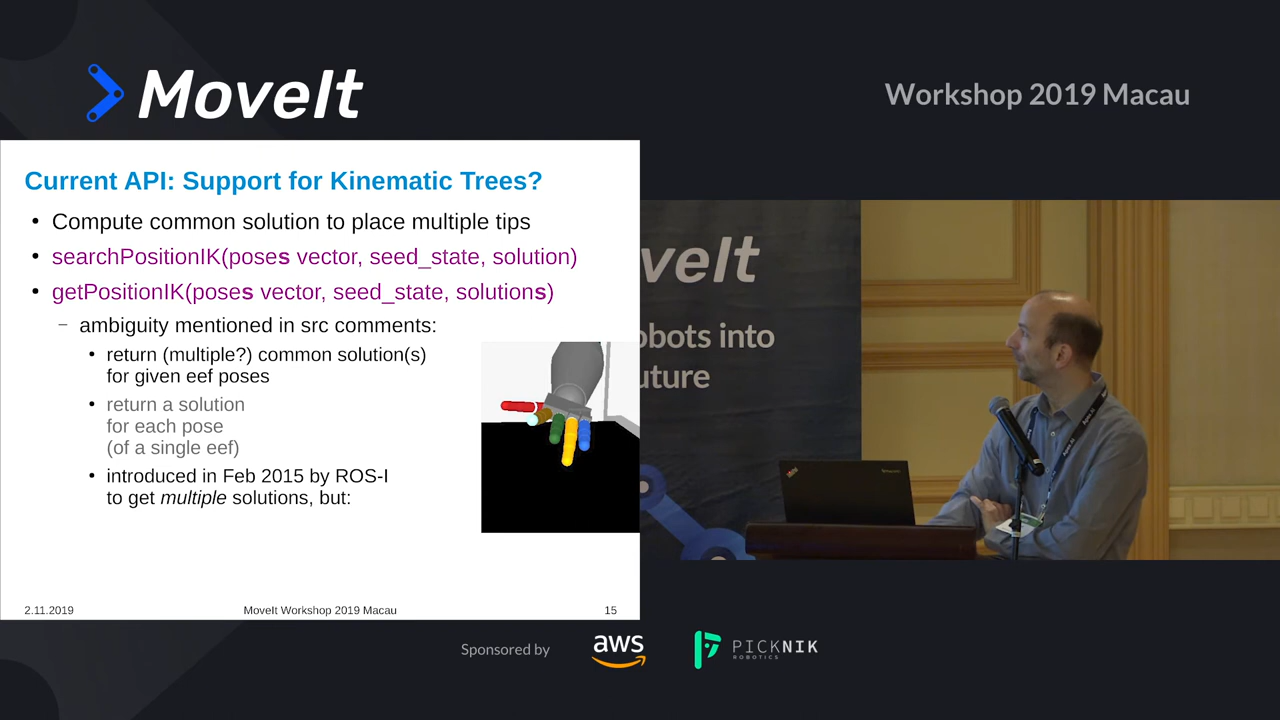 MoveIt
Workshop 2019 Macau
Current API: Support for Kinematic Trees?
• Compute common solution to place multiple tips
• searchPositionIK(poses vector, seed_state, solution)
• getPositionIK(poses vector, seed_state, solutions)
– ambiguity mentioned in src comments:
• return (multiple?) common solution(s)
for given eef poses
• return a solution
for each pose
(of a single eef)
• introduced in Feb 2015 by ROS-I
to get multiple solutions, but:
2.11.2019
MoveIt Workshop 2019 Macau
15
veIt
obots into
uture
Sponsored by
aws
PICKNIK
ROBOTICS